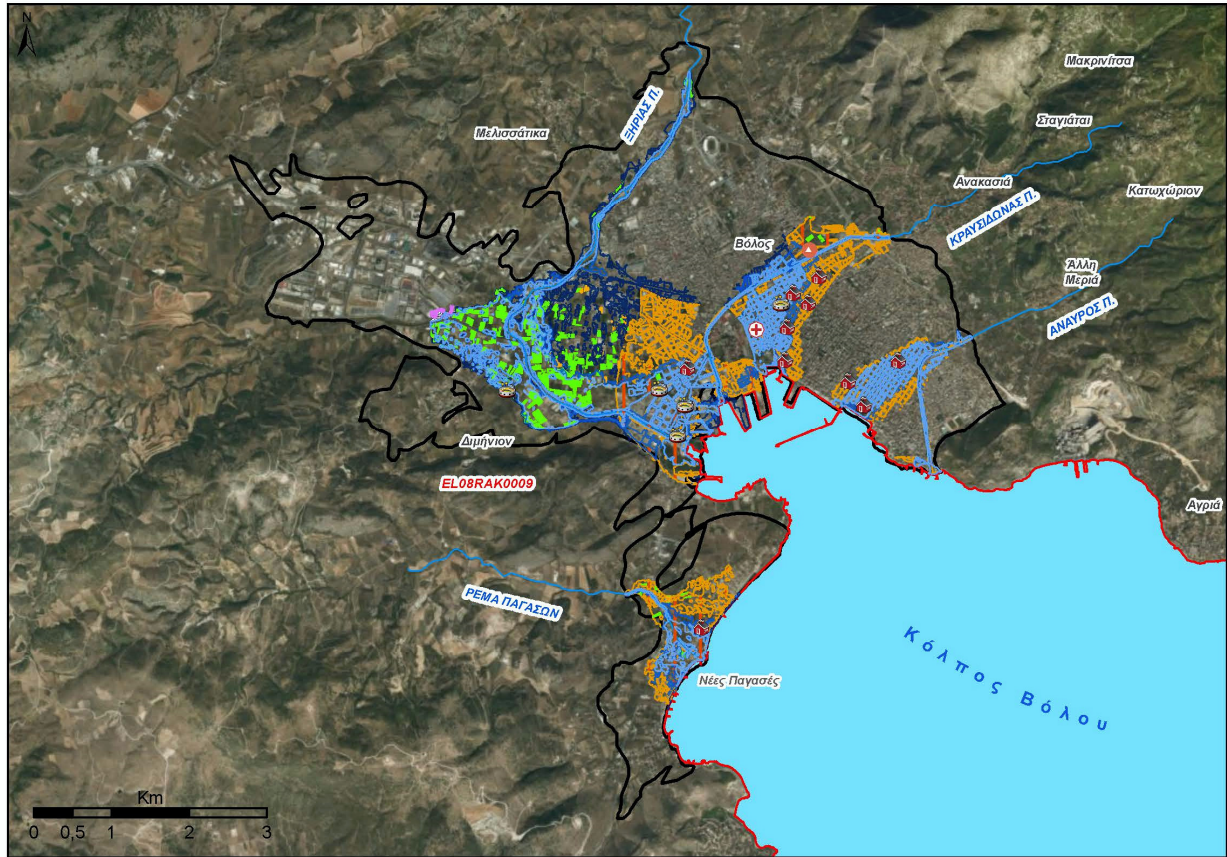 N
Μακρινίτσα
ΞΗΡΙΑΣ Π.
Μελισσάτικα
Σταγιάται
Ανακασιά
Κατωχώριον
ΚΡΑΥΣΙΔΩΝΑΣ Π.
Βόλος
Άλλη
Μεριά
ΑΝΑΥΡΟΣ Π.
Διμήνιον
EL08RAK0009
Αγριά
ΡΕΜΑ ΠΑΓΑΣΩΝ
Κόλπος Βόλου
Νέες Παγασές
Km
0 0,5 1 2 3